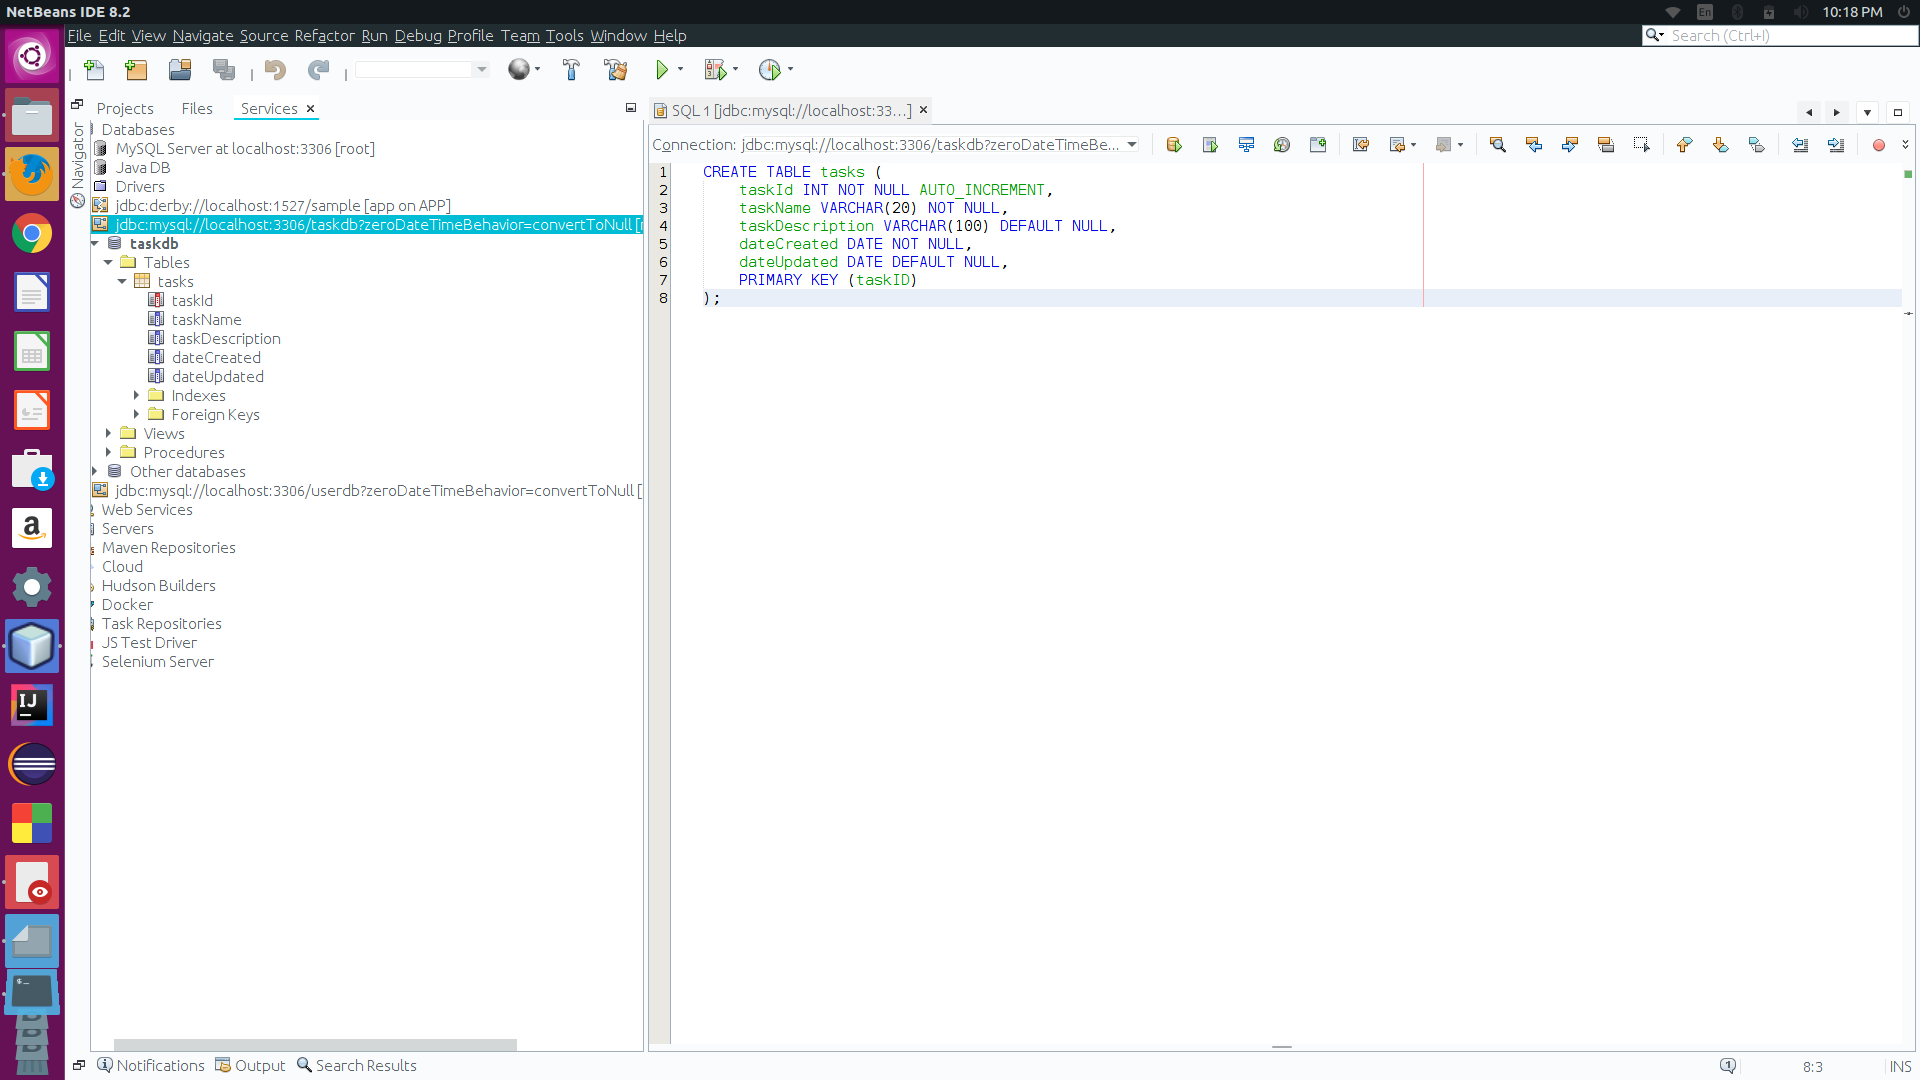 NetBeans IDE 8.2
En
10:18 PM
File Edit View Navigate Source Refactor Run Debug Profile Team Tools Window Help
Search (Ctrl+I)
Projects
Files
Services
Navigator
Databases
MySQL Server at localhost:3306 [root]
Java DB
Drivers
jdbc:derby://localhost:1527/sample [app on APP]
jdbc:mysql://localhost:3306/taskdb?zeroDateTimeBehavior=convertToNull [r
taskdb
Tables
tasks
taskId
taskName
taskDescription
dateCreated
dateUpdated
Indexes
Foreign Keys
Views
Procedures
Other databases
jdbc:mysql://localhost:3306/userdb?zeroDateTimeBehavior=convertToNull [
Web Services
Servers
Maven Repositories
Cloud
Hudson Builders
Docker
Task Repositories
JS Test Driver
Selenium Server
SQL 1 [jdbc:mysql://localhost:33...]
Connection: jdbc:mysql://localhost:3306/taskdb?zeroDateTimeBe...
1 CREATE TABLE tasks (
2 taskId INT NOT NULL AUTO_INCREMENT,
3 taskName VARCHAR(20) NOT NULL,
4 taskDescription VARCHAR(100) DEFAULT NULL,
5 dateCreated DATE NOT NULL,
6 dateUpdated DATE DEFAULT NULL,
7 PRIMARY KEY (taskID)
8 );
a
IJ
Notifications
Output
Search Results
1
8:3
INS